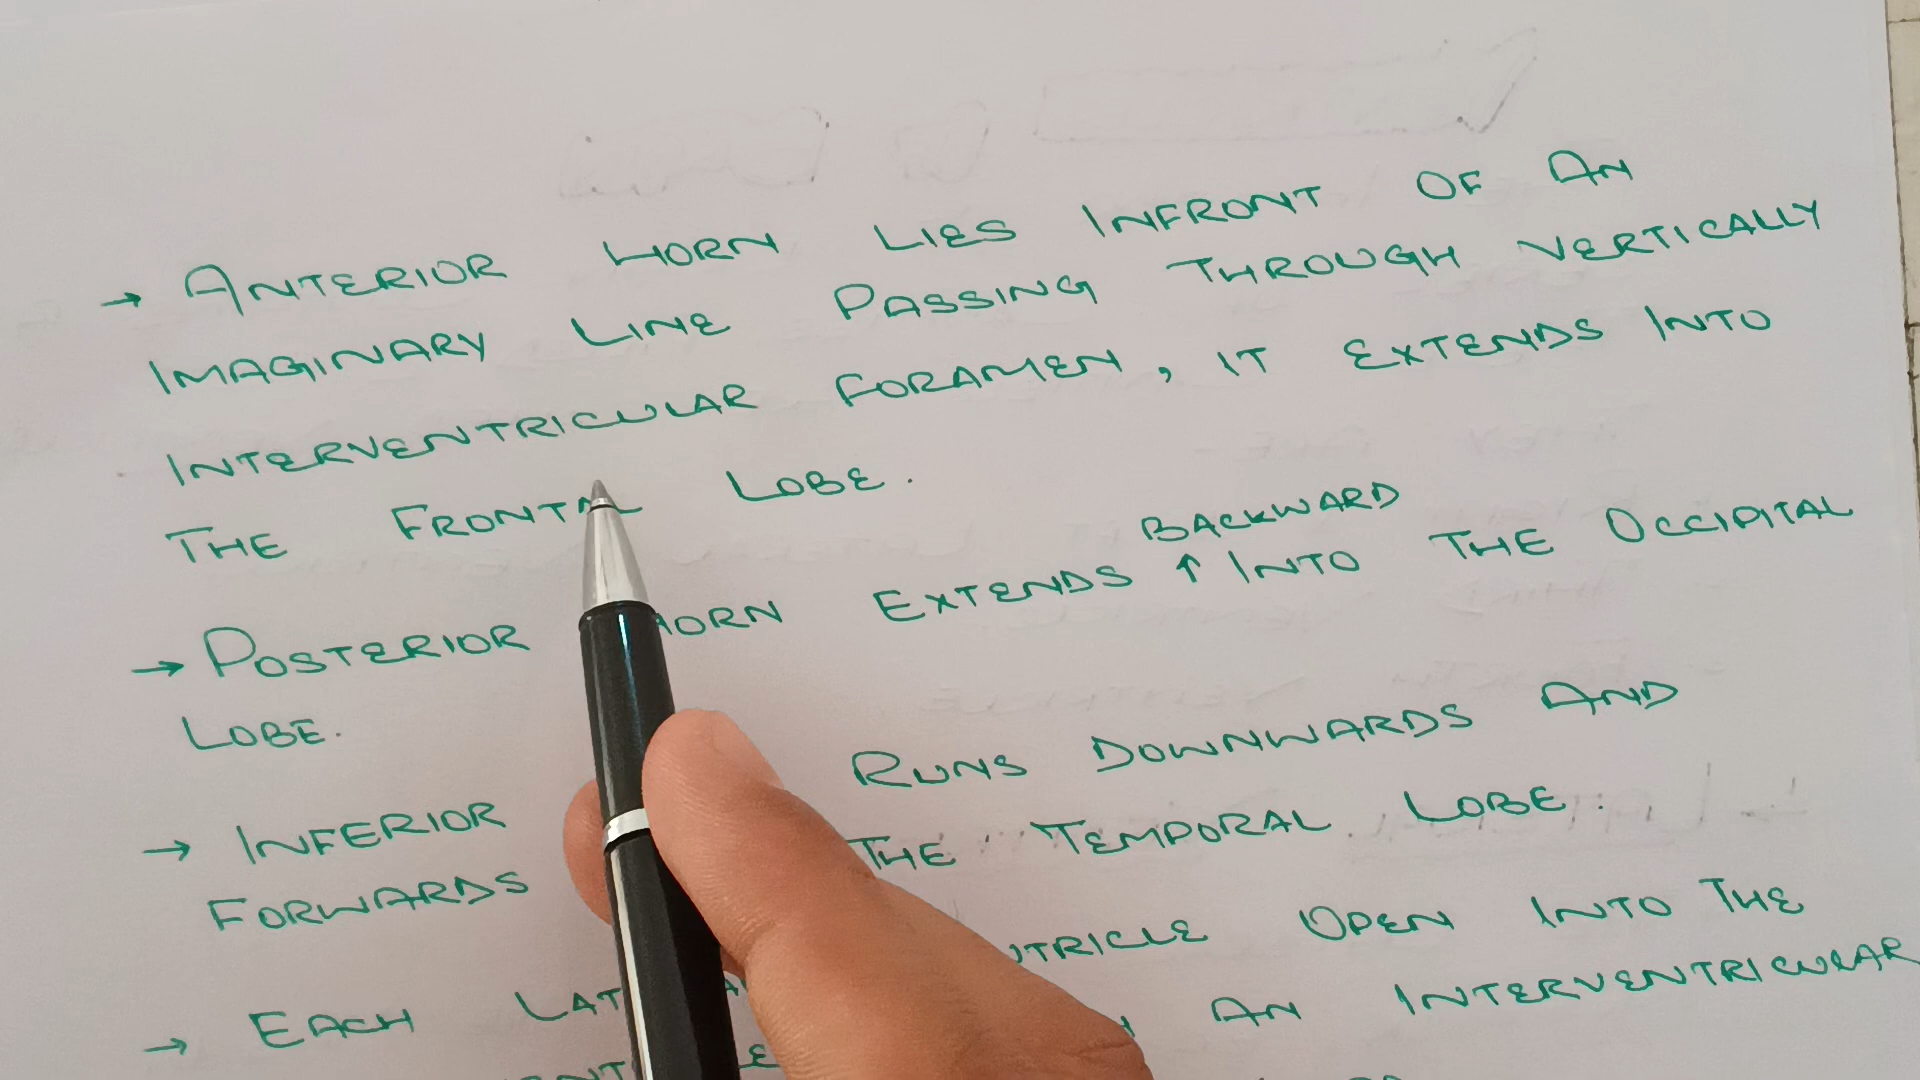 → ANTERIOR HORN LIES INFRONT OF AN
IMAGINARY LINE PASSING THROUGH VERTICALLY
INTERVENTRICULAR FORAMEN, IT EXTENDS INTO
THE FRONTAL LOBE.
BACKWARD
→ POSTERIOR HORN EXTENDS ↑ INTO THE OCCIPITAL
LOBE.
→ INFERIOR RUNS DOWNWARDS AND
FORWARDS THE TEMPORAL LOBE.
→ EACH OPEN INTO THE
AN INTERVENTRICULAR